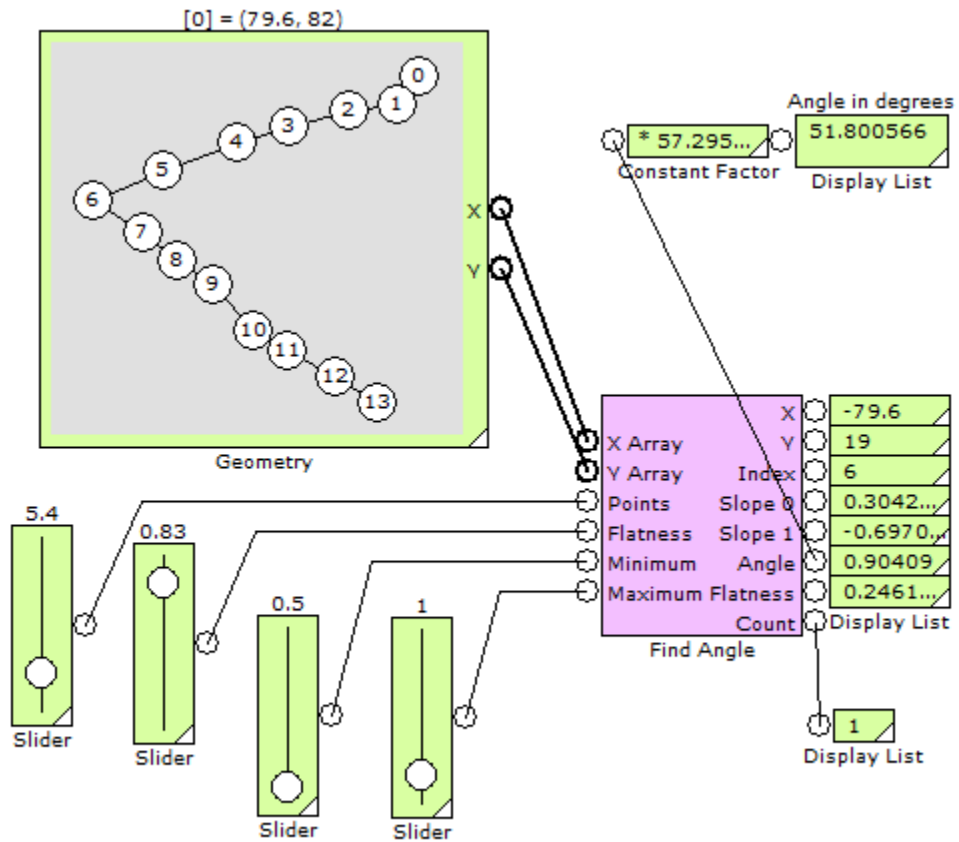 [0] = (79.6, 82)
0
1
2
3
4
5
6
7
8
9
10
11
12
13
X
Y
Geometry
Angle in degrees
* 57.295...
51.800566
Constant Factor
Display List
X
-79.6
X Array
Y
19
Y Array
Index
6
Points
Slope 0
0.3042...
Flatness
Slope 1
-0.6970...
Minimum
Angle
0.90409
Maximum
Flatness
0.2461...
Count
Display List
Find Angle
5.4
Slider
0.83
Slider
0.5
Slider
1
Slider
1
Display List